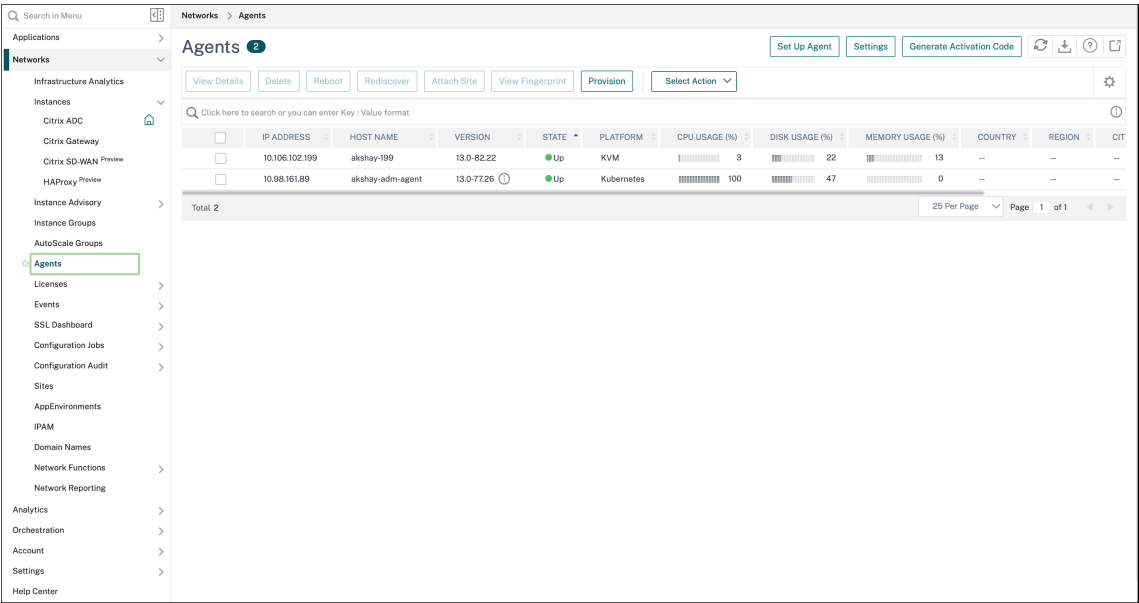 Search in Menu
Applications
Networks
Infrastructure Analytics
Instances
Citrix ADC
Citrix Gateway
Citrix SD-WAN Preview
HAProxy Preview
Instance Advisory
Instance Groups
AutoScale Groups
Agents
Licenses
Events
SSL Dashboard
Configuration Jobs
Configuration Audit
Sites
AppEnvironments
IPAM
Domain Names
Network Functions
Network Reporting
Analytics
Orchestration
Account
Settings
Help Center
Networks > Agents
Agents 2
Set Up Agent Settings Generate Activation Code ?
View Details Delete Reboot Rediscover Attach Site View Fingerprint Provision Select Action
Click here to search or you can enter Key : Value format
IP ADDRESS HOST NAME VERSION STATE PLATFORM CPU USAGE (%) DISK USAGE (%) MEMORY USAGE (%) COUNTRY REGION CIT
10.106.102.199 akshay-199 13.0-82.22 Up KVM 3 22 13 -- -- --
10.98.161.89 akshay-adm-agent 13.0-77.26 Up Kubernetes 100 47 0 -- -- --
Total 2
25 Per Page Page 1 of 1